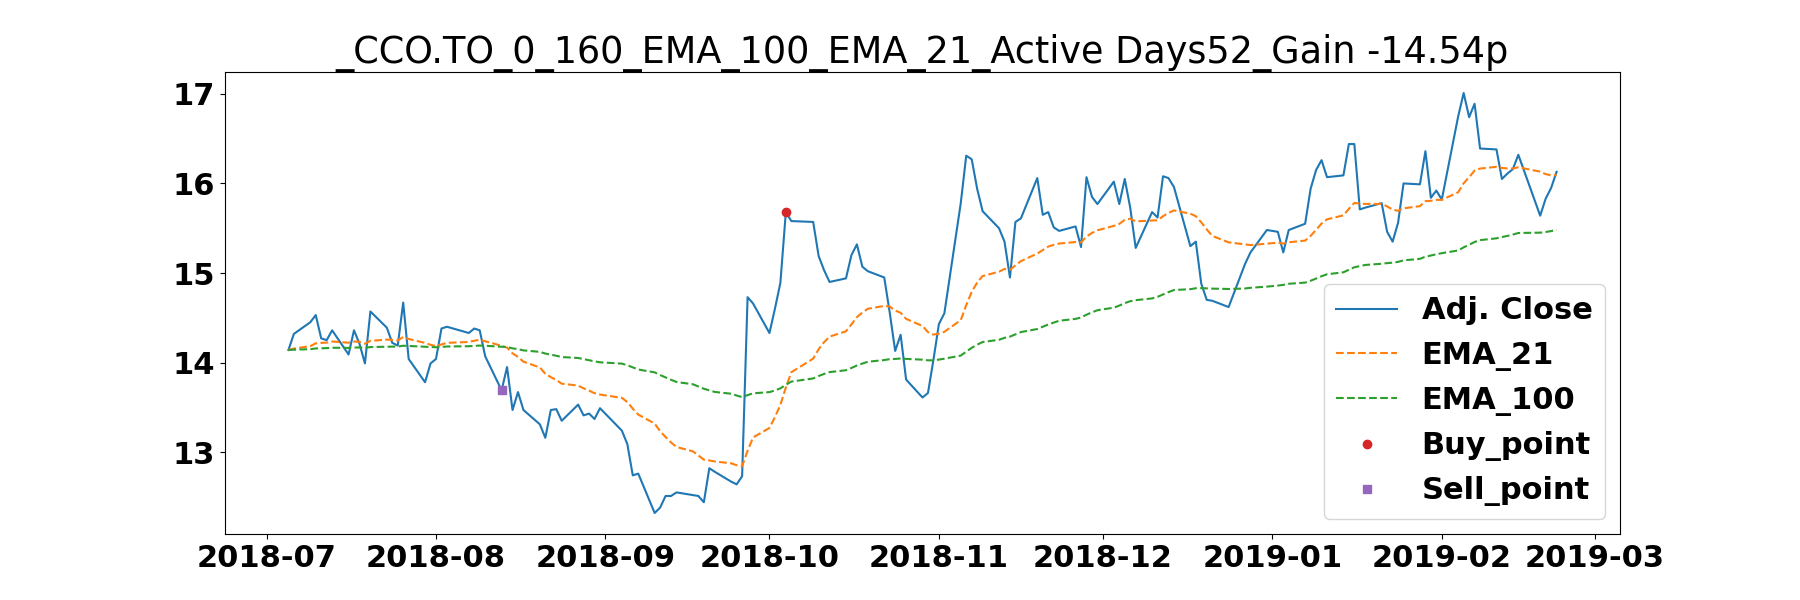 _CCO.TO_0_160_EMA_100_EMA_21_Active Days52_Gain -14.54p
17
16
15
14
13
Adj. Close
EMA_21
EMA_100
Buy_point
Sell_point
2018-07 2018-08 2018-09 2018-10 2018-11 2018-12 2019-01 2019-02 2019-03